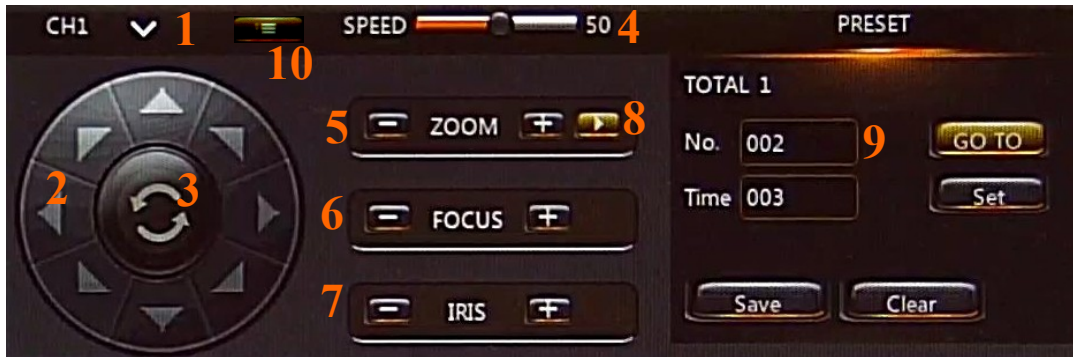 CH1 1 10 SPEED 50 4 PRESET
TOTAL 1
5 ZOOM 8
No. 002 9 GO TO
2 3
Time 003 Set
6 FOCUS
7 IRIS
Save Clear